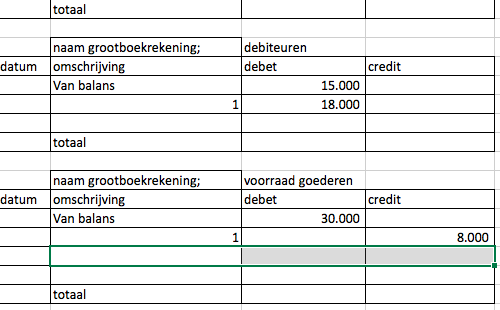 totaal
naam grootboekrekening; debiteuren
datum omschrijving debet credit
Van balans 15.000
1 18.000
totaal
naam grootboekrekening; voorraad goederen
datum omschrijving debet credit
Van balans 30.000
1 8.000
totaal